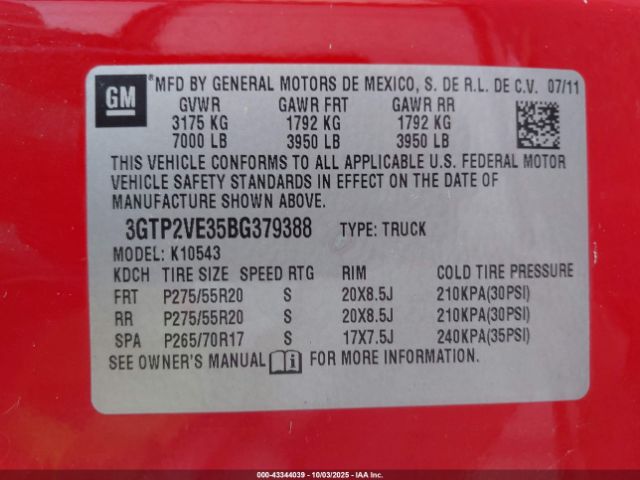 GM
®MFD BY GENERAL MOTORS DE MEXICO, S. DE R.L. DE C.V. 07/11
GVWR GAWR FRT GAWR RR
3175 KG 1792 KG 1792 KG
7000 LB 3950 LB 3950 LB
THIS VEHICLE CONFORMS TO ALL APPLICABLE U.S. FEDERAL MOTOR
VEHICLE SAFETY STANDARDS IN EFFECT ON THE DATE OF
MANUFACTURE SHOWN ABOVE.
3GTP2VE35BG379388 TYPE: TRUCK
MODEL: K10543
KDCH TIRE SIZE SPEED RTG RIM COLD TIRE PRESSURE
FRT P275/55R20 S 20X8.5J 210KPA(30PSI)
RR P275/55R20 S 20X8.5J 210KPA(30PSI)
SPA P265/70R17 S 17X7.5J 240KPA(35PSI)
SEE OWNER'S MANUAL FOR MORE INFORMATION.
000-43344039 - 10/03/2025 - COPYRIGHT IAA, LLC.